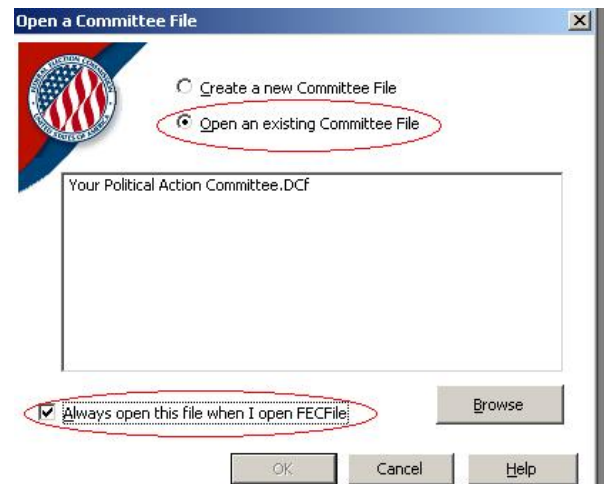 Open a Committee File
Create a new Committee File
Open an existing Committee File
Your Political Action Committee.DCf
Always open this file when I open FECFile
Browse
OK
Cancel
Help